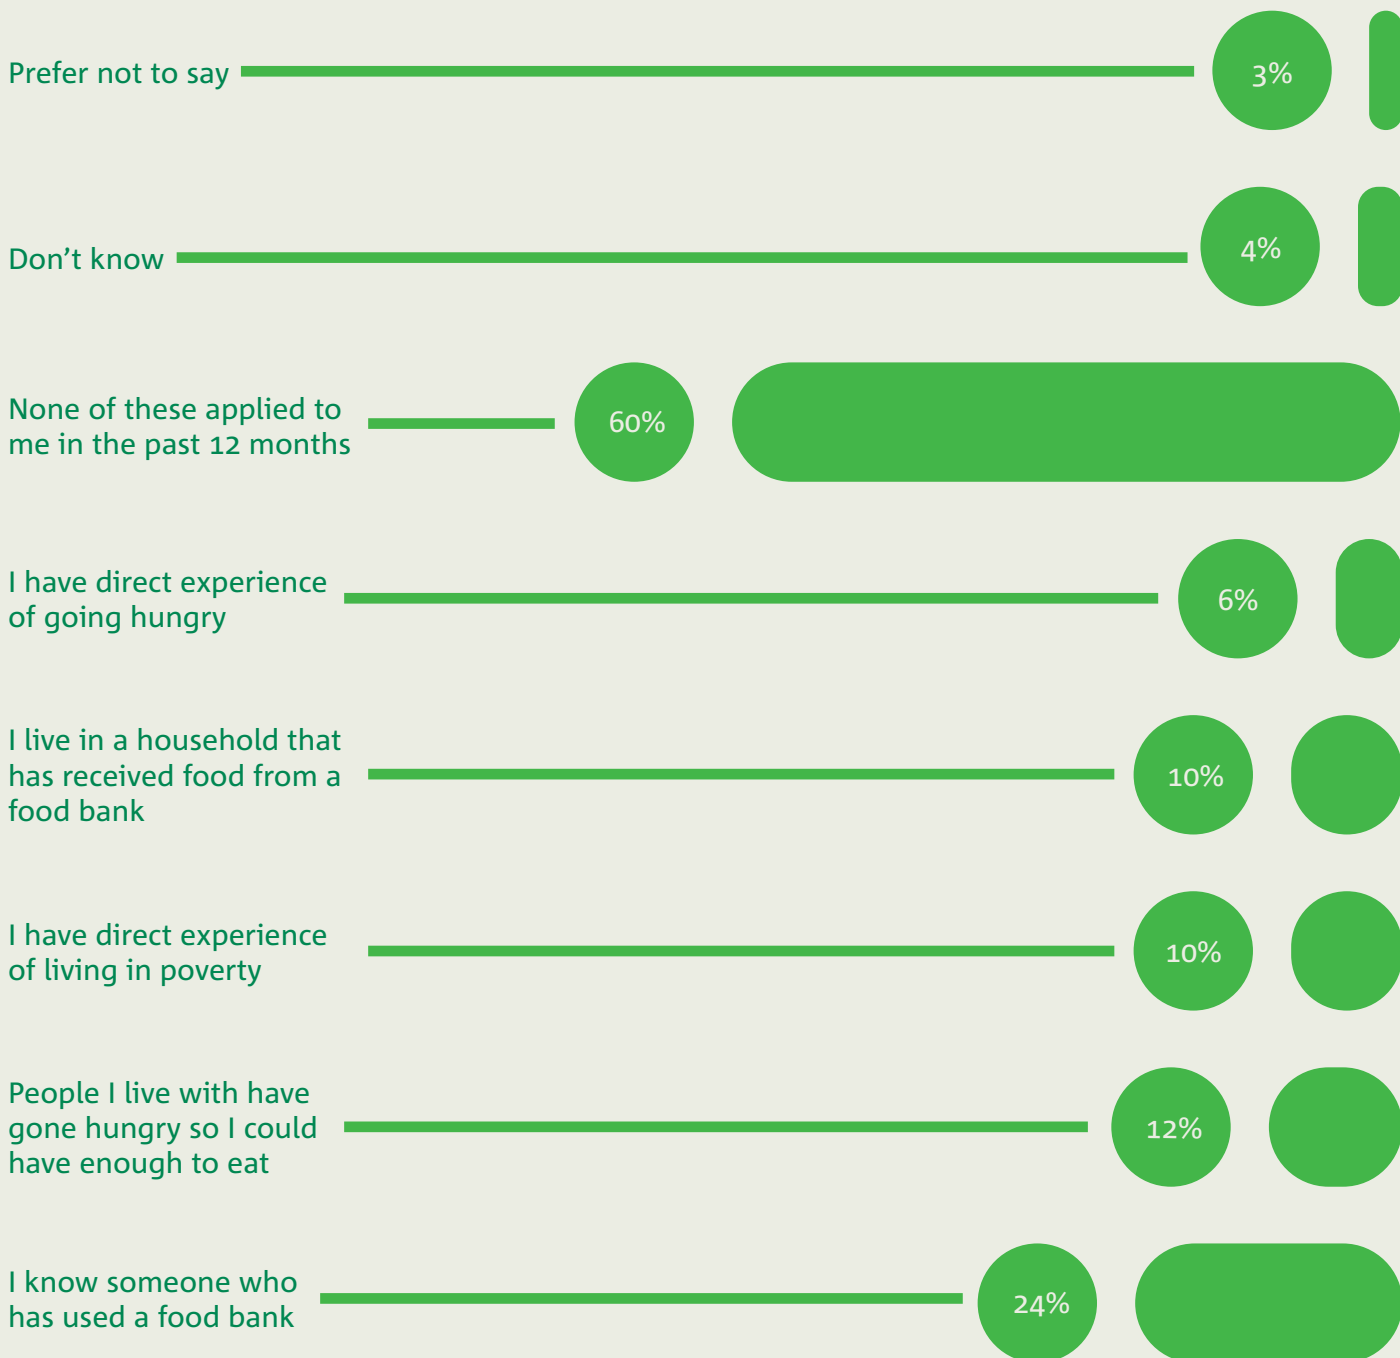 Prefer not to say
3%
Don’t know
4%
None of these applied to
me in the past 12 months
60%
I have direct experience
of going hungry
6%
I live in a household that
has received food from a
food bank
10%
I have direct experience
of living in poverty
10%
People I live with have
gone hungry so I could
have enough to eat
12%
I know someone who
has used a food bank
24%